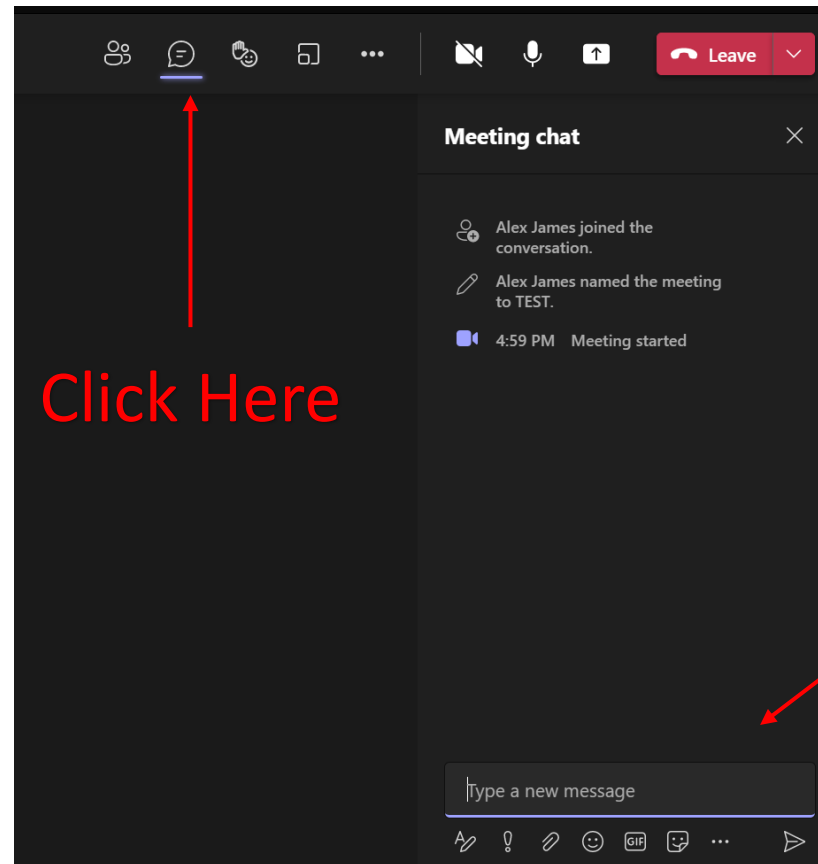 Leave
Meeting chat
Alex James joined the
conversation.
Alex James named the meeting
to TEST.
4:59 PM Meeting started
Click Here
Type a new message
GIF